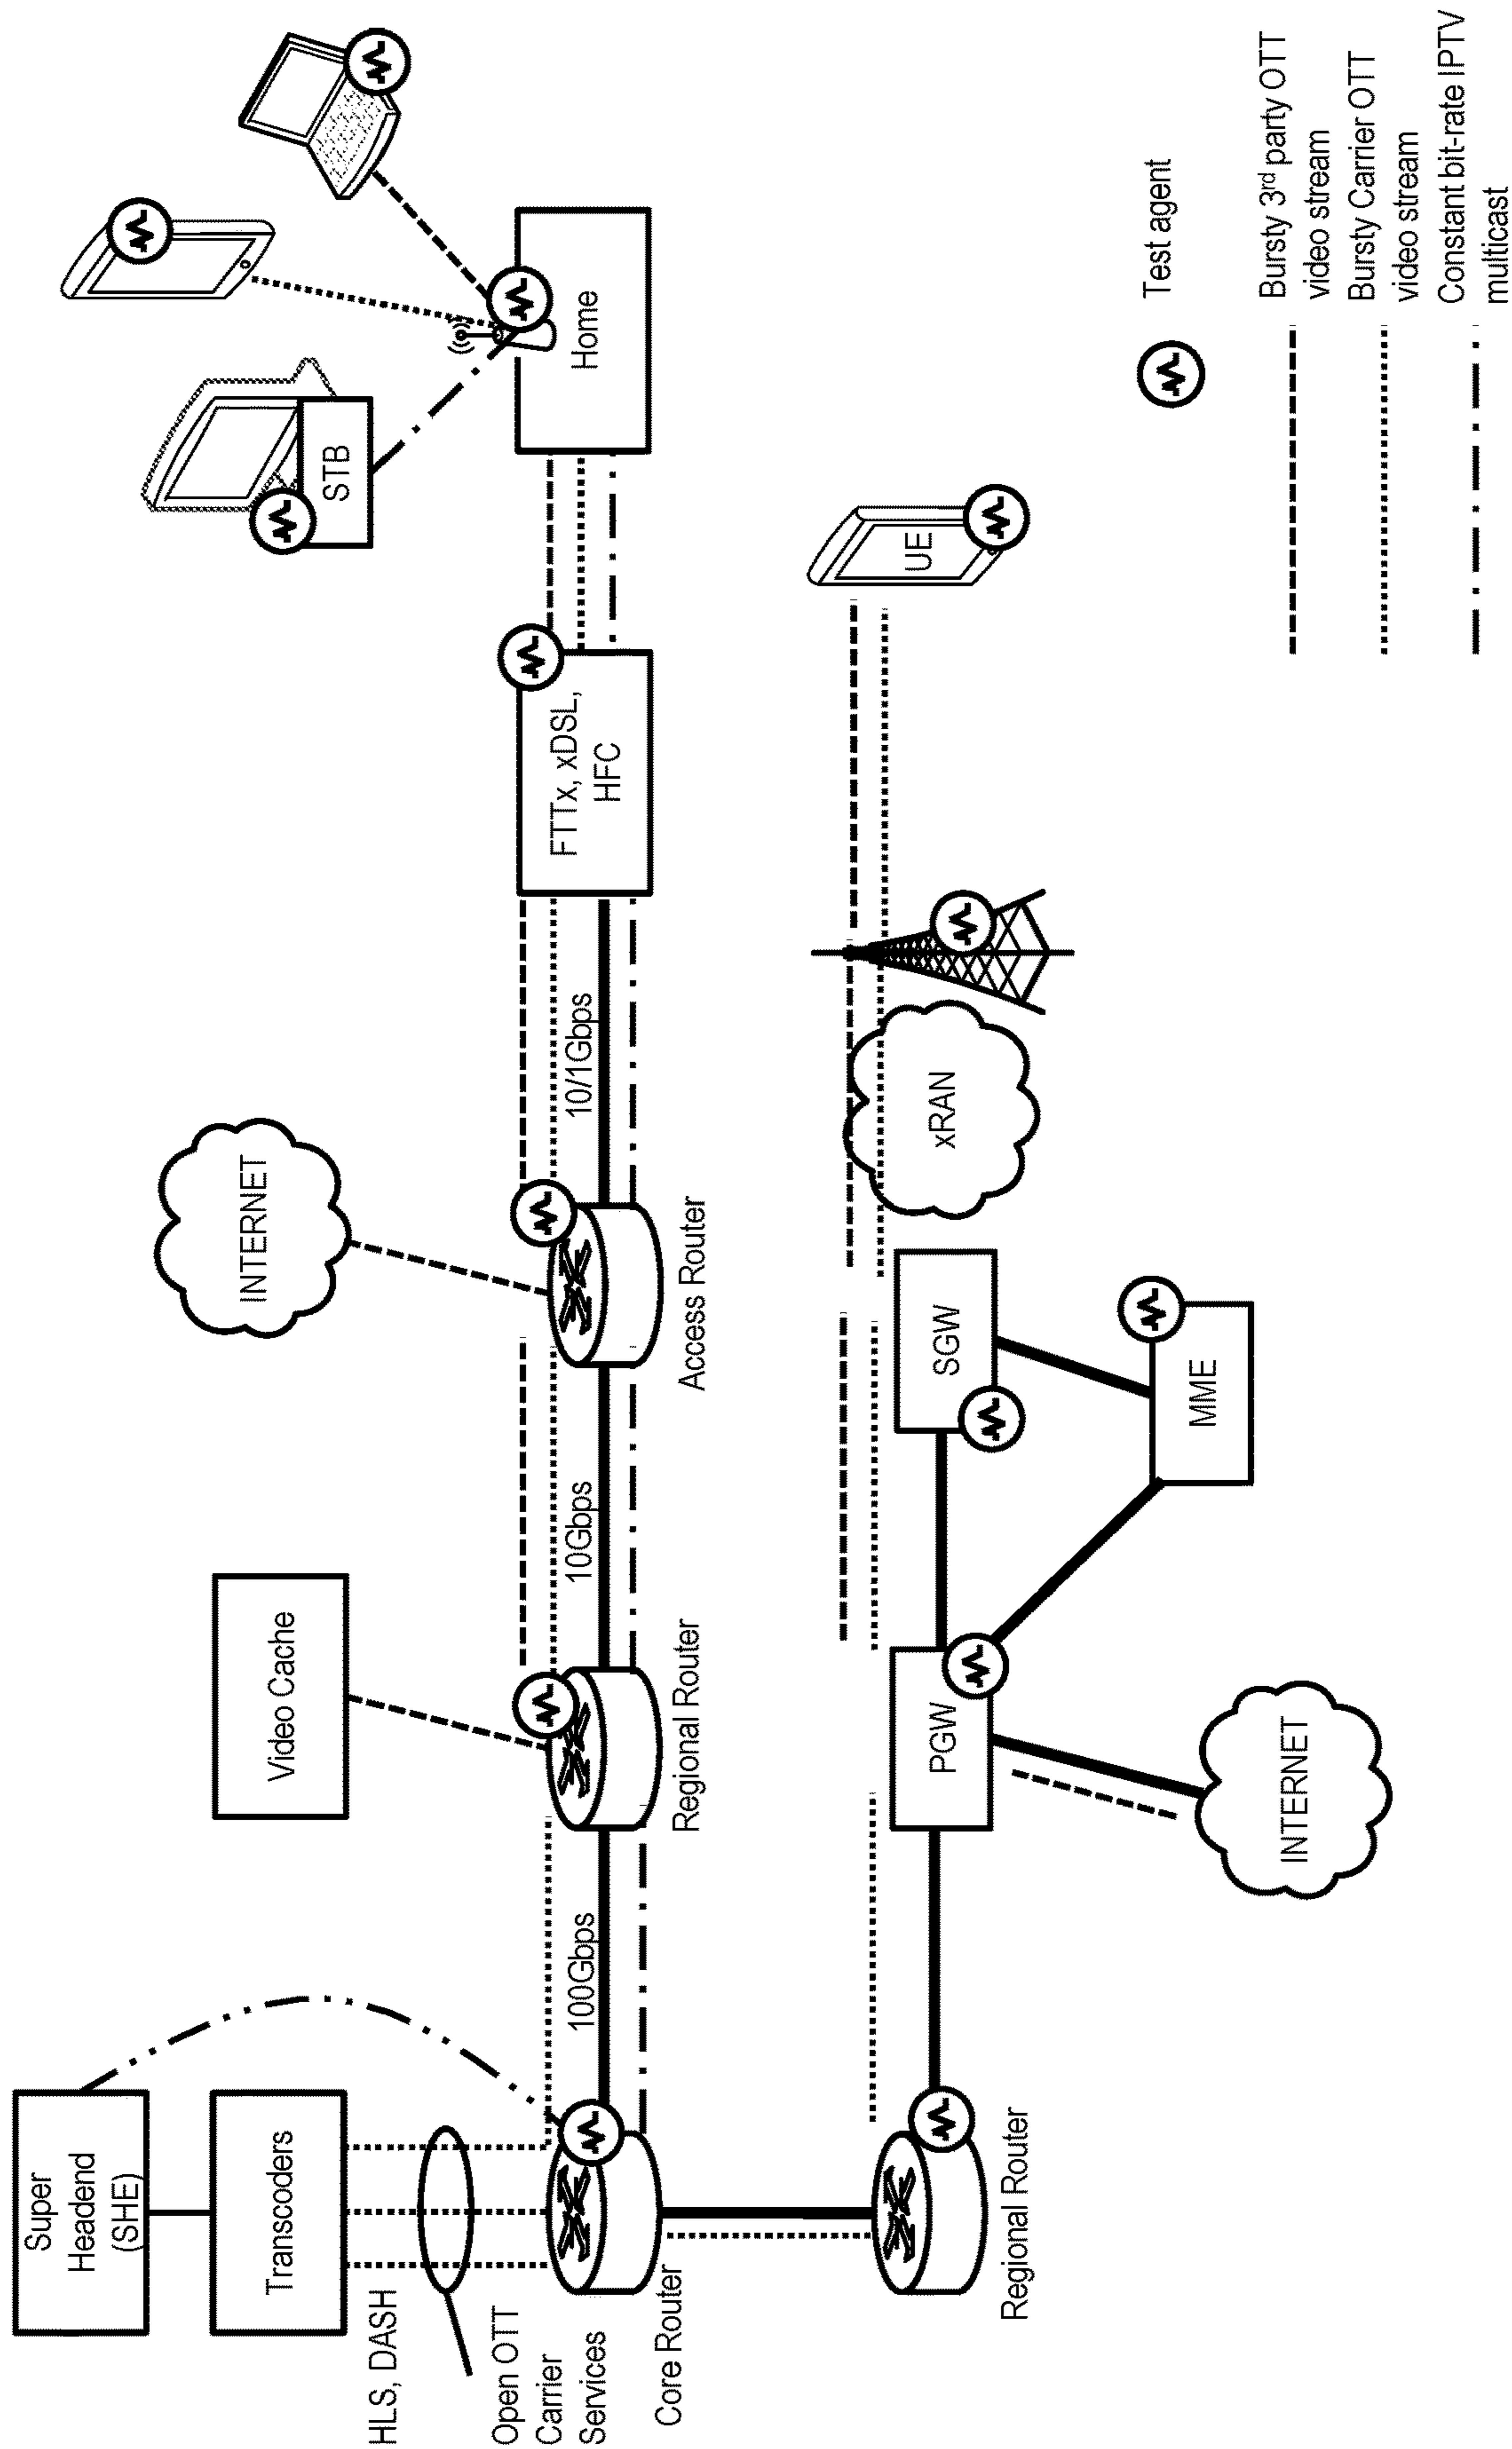 Super
Headend
(SHE)
Transcoders
HLS, DASH
Open OTT
Carrier
Services
Core Router
100Gbps
Video Cache
Regional Router
10Gbps
INTERNET
Access Router
10/1Gbps
FTTx, xDSL,
HFC
STB
Home
Regional Router
PGW
INTERNET
SGW
MME
xRAN
UE
Test agent
Bursty 3rd party OTT
video stream
Bursty Carrier OTT
video stream
Constant bit-rate IPTV
multicast